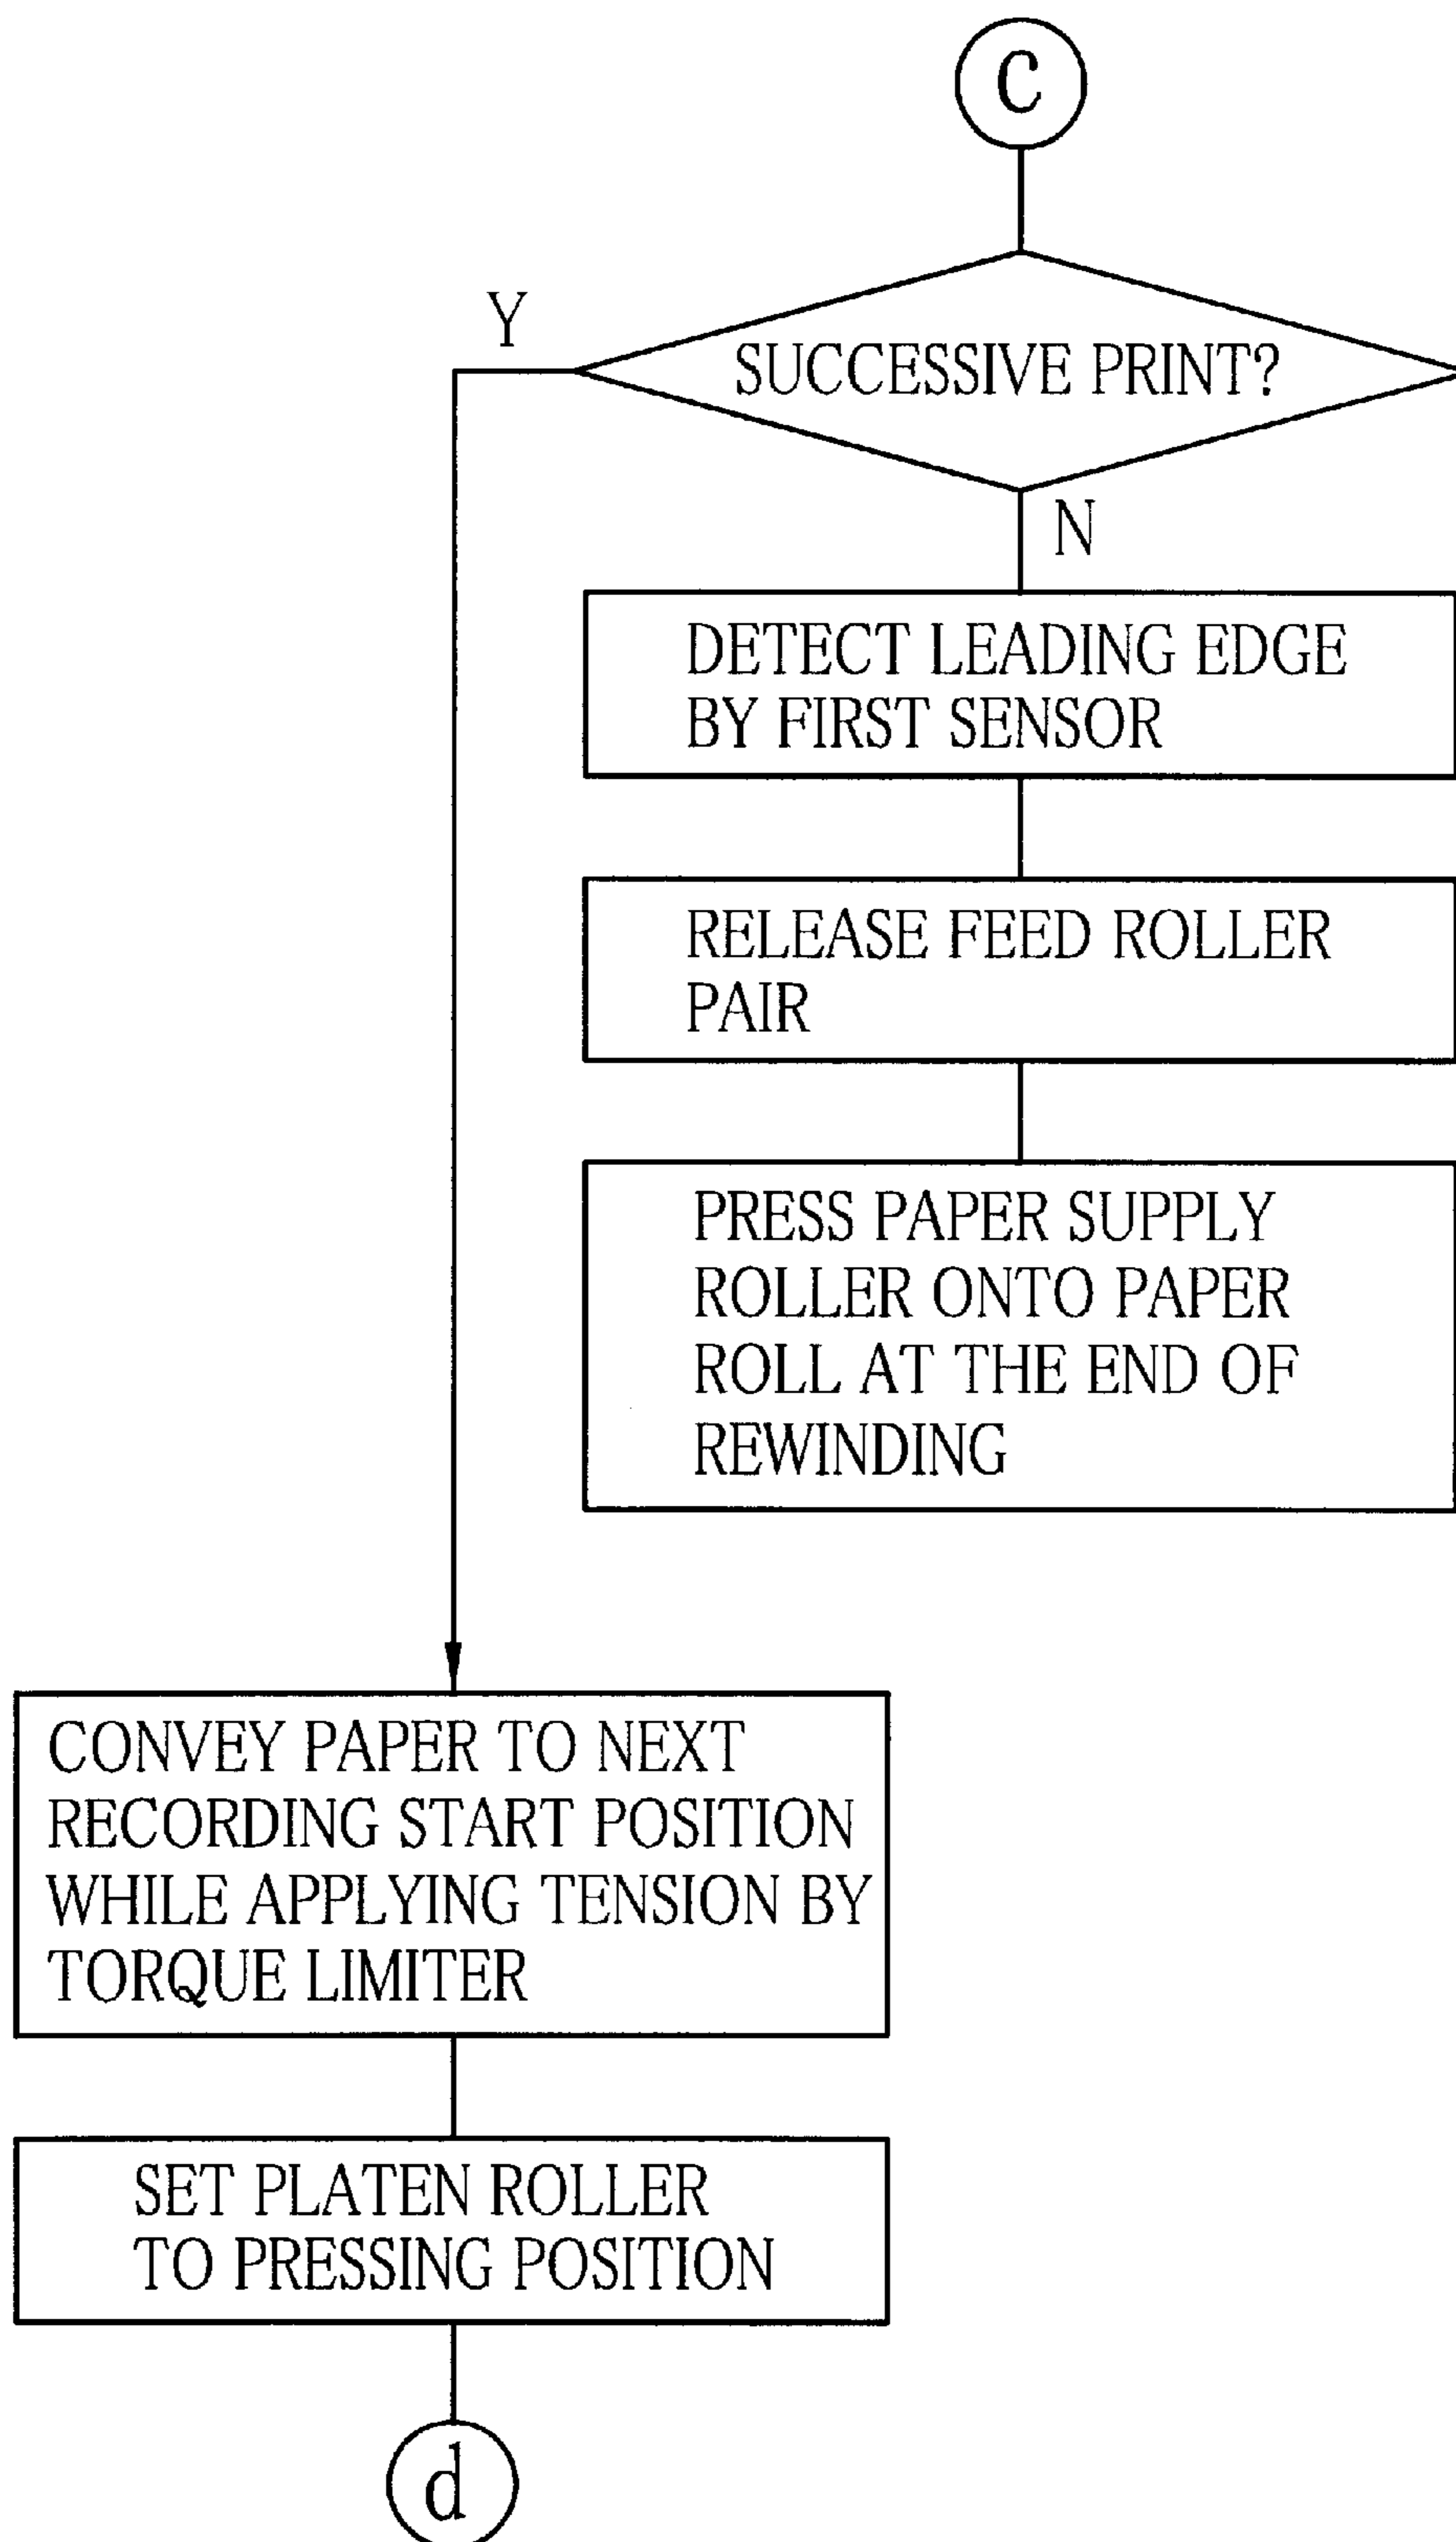 C
Y
SUCCESSIVE PRINT?
N
DETECT LEADING EDGE
BY FIRST SENSOR
RELEASE FEED ROLLER
PAIR
PRESS PAPER SUPPLY
ROLLER ONTO PAPER
ROLL AT THE END OF
REWINDING
CONVEY PAPER TO NEXT
RECORDING START POSITION
WHILE APPLYING TENSION BY
TORQUE LIMITER
SET PLATEN ROLLER
TO PRESSING POSITION
d